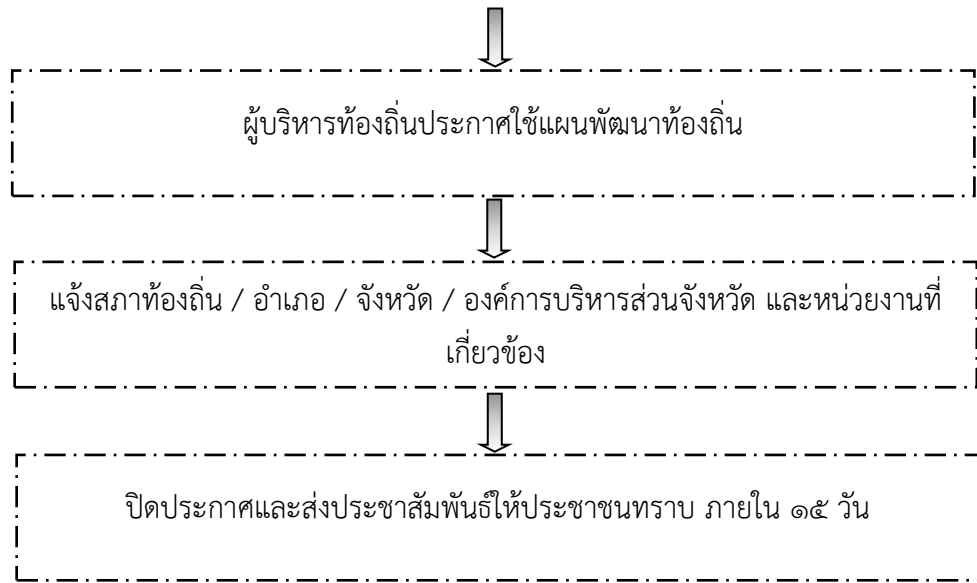 ผู้บริหารท้องถิ่นประกาศใช้แผนพัฒนาท้องถิ่น
แจ้งสภาท้องถิ่น / อำเภอ / จังหวัด / องค์การบริหารส่วนจังหวัด และหน่วยงานที่
เกี่ยวข้อง
ปิดประกาศและส่งประชาสัมพันธ์ให้ประชาชนทราบ ภายใน ๑๕ วัน